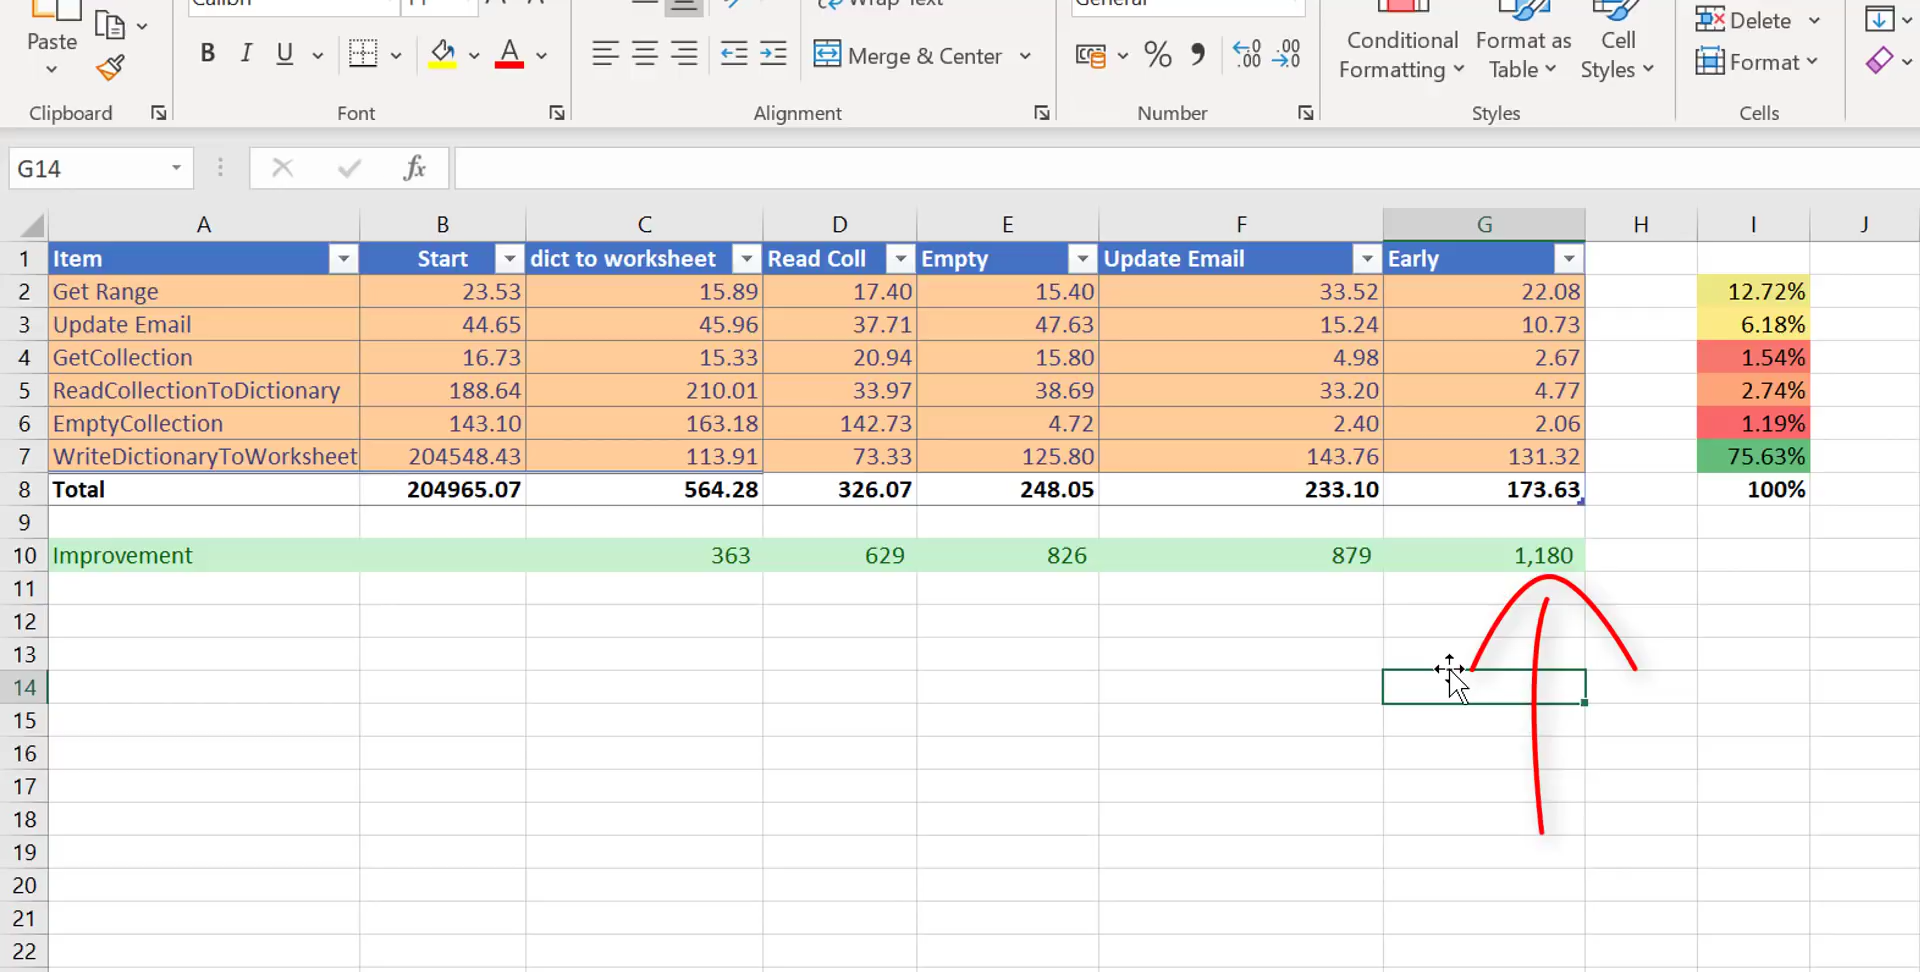 Calibri
11
Wrap Text
General
Paste
B I U
A
Merge & Center
% 9 .00 .00
Conditional Formatting
Format as Table
Cell Styles
Delete
Format
Clipboard
Font
Alignment
Number
Styles
Cells
G14
fx
A B C D E F G H I J
1 Item Start dict to worksheet Read Coll Empty Update Email Early
2 Get Range 23.53 15.89 17.40 15.40 33.52 22.08 12.72%
3 Update Email 44.65 45.96 37.71 47.63 15.24 10.73 6.18%
4 GetCollection 16.73 15.33 20.94 15.80 4.98 2.67 1.54%
5 ReadCollectionToDictionary 188.64 210.01 33.97 38.69 33.20 4.77 2.74%
6 EmptyCollection 143.10 163.18 142.73 4.72 2.40 2.06 1.19%
7 WriteDictionaryToWorksheet 204548.43 113.91 73.33 125.80 143.76 131.32 75.63%
8 Total 204965.07 564.28 326.07 248.05 233.10 173.63 100%
9
10 Improvement 363 629 826 879 1,180
11
12
13
14
15
16
17
18
19
20
21
22